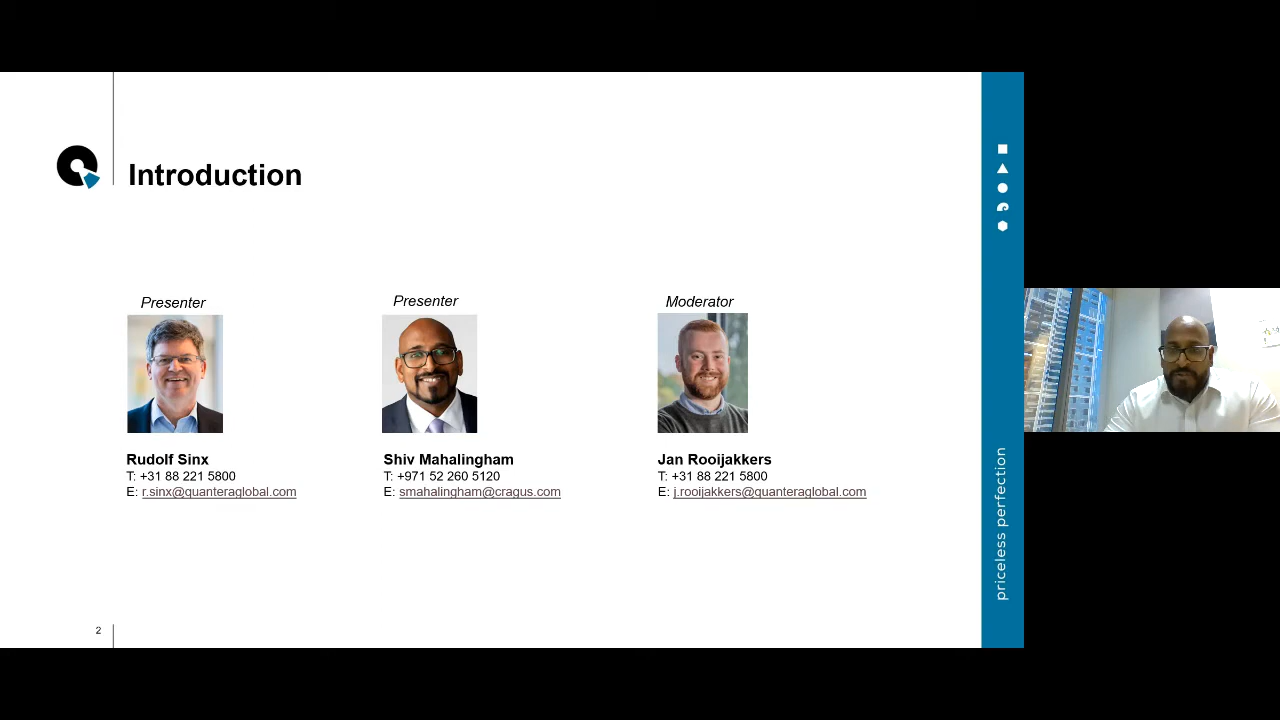 Introduction
Presenter
Rudolf Sinx
T: +31 88 221 5800
E: r.sinx@quanteraglobal.com
Presenter
Shiv Mahalingham
T: +971 52 260 5120
E: smahalingham@cragus.com
Moderator
Jan Rooijakkers
T: +31 88 221 5800
E: j.rooijakkers@quanteraglobal.com
priceless perfection
2